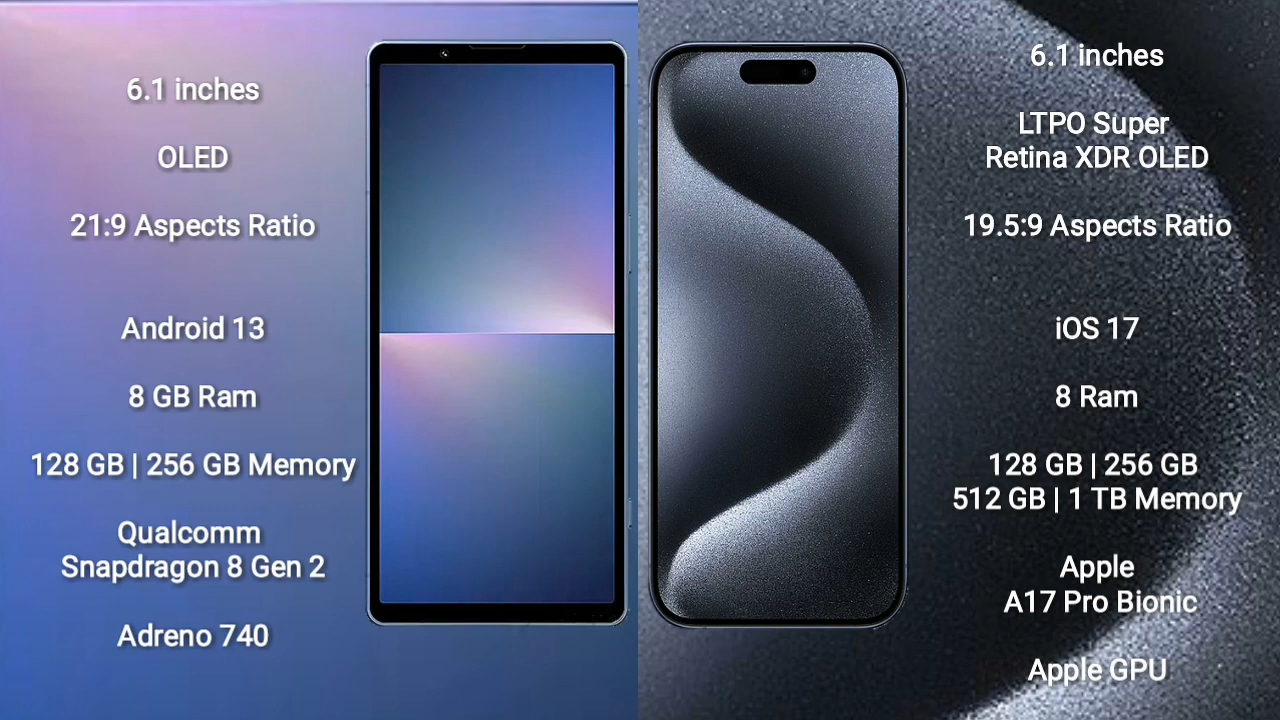 6.1 inches
OLED
21:9 Aspects Ratio
Android 13
8 GB Ram
128 GB | 256 GB Memory
Qualcomm
Snapdragon 8 Gen 2
Adreno 740
6.1 inches
LTPO Super
Retina XDR OLED
19.5:9 Aspects Ratio
iOS 17
8 Ram
128 GB | 256 GB
512 GB | 1 TB Memory
Apple
A17 Pro Bionic
Apple GPU